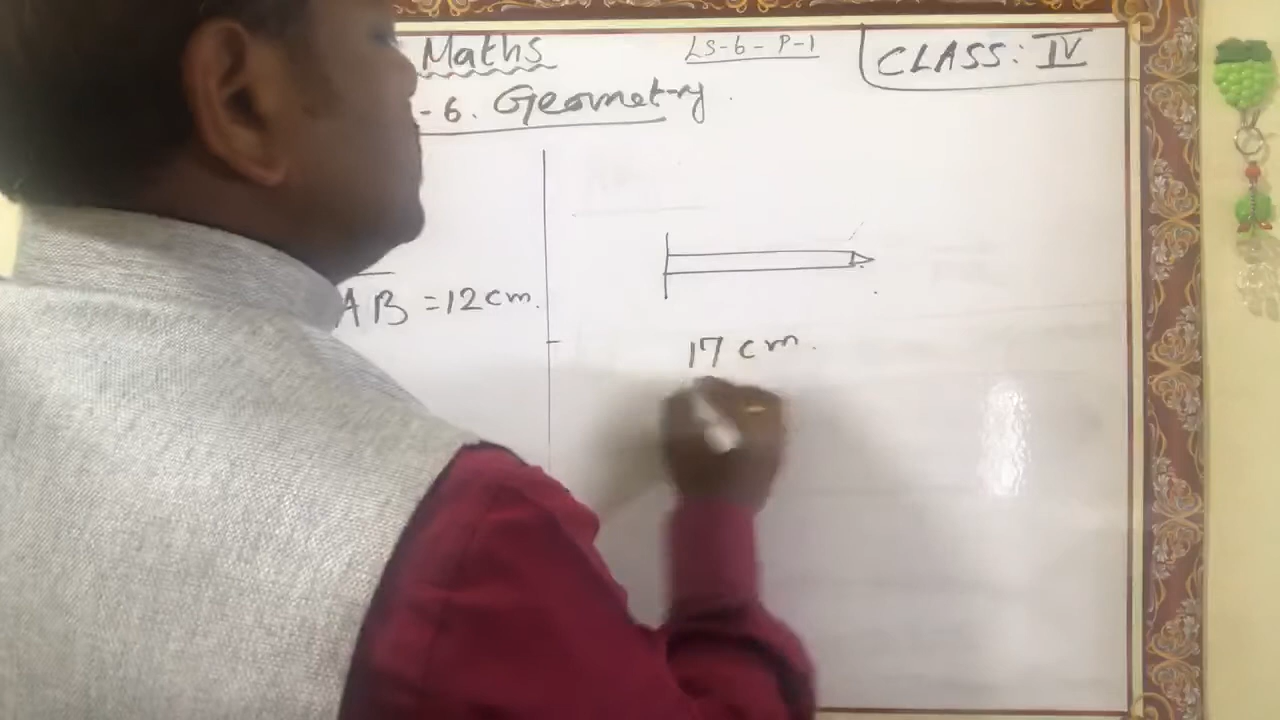 Maths
LS-6-P-1
CLASS: IV
-6. Geometry.
AB = 12 cm.
17 cm.